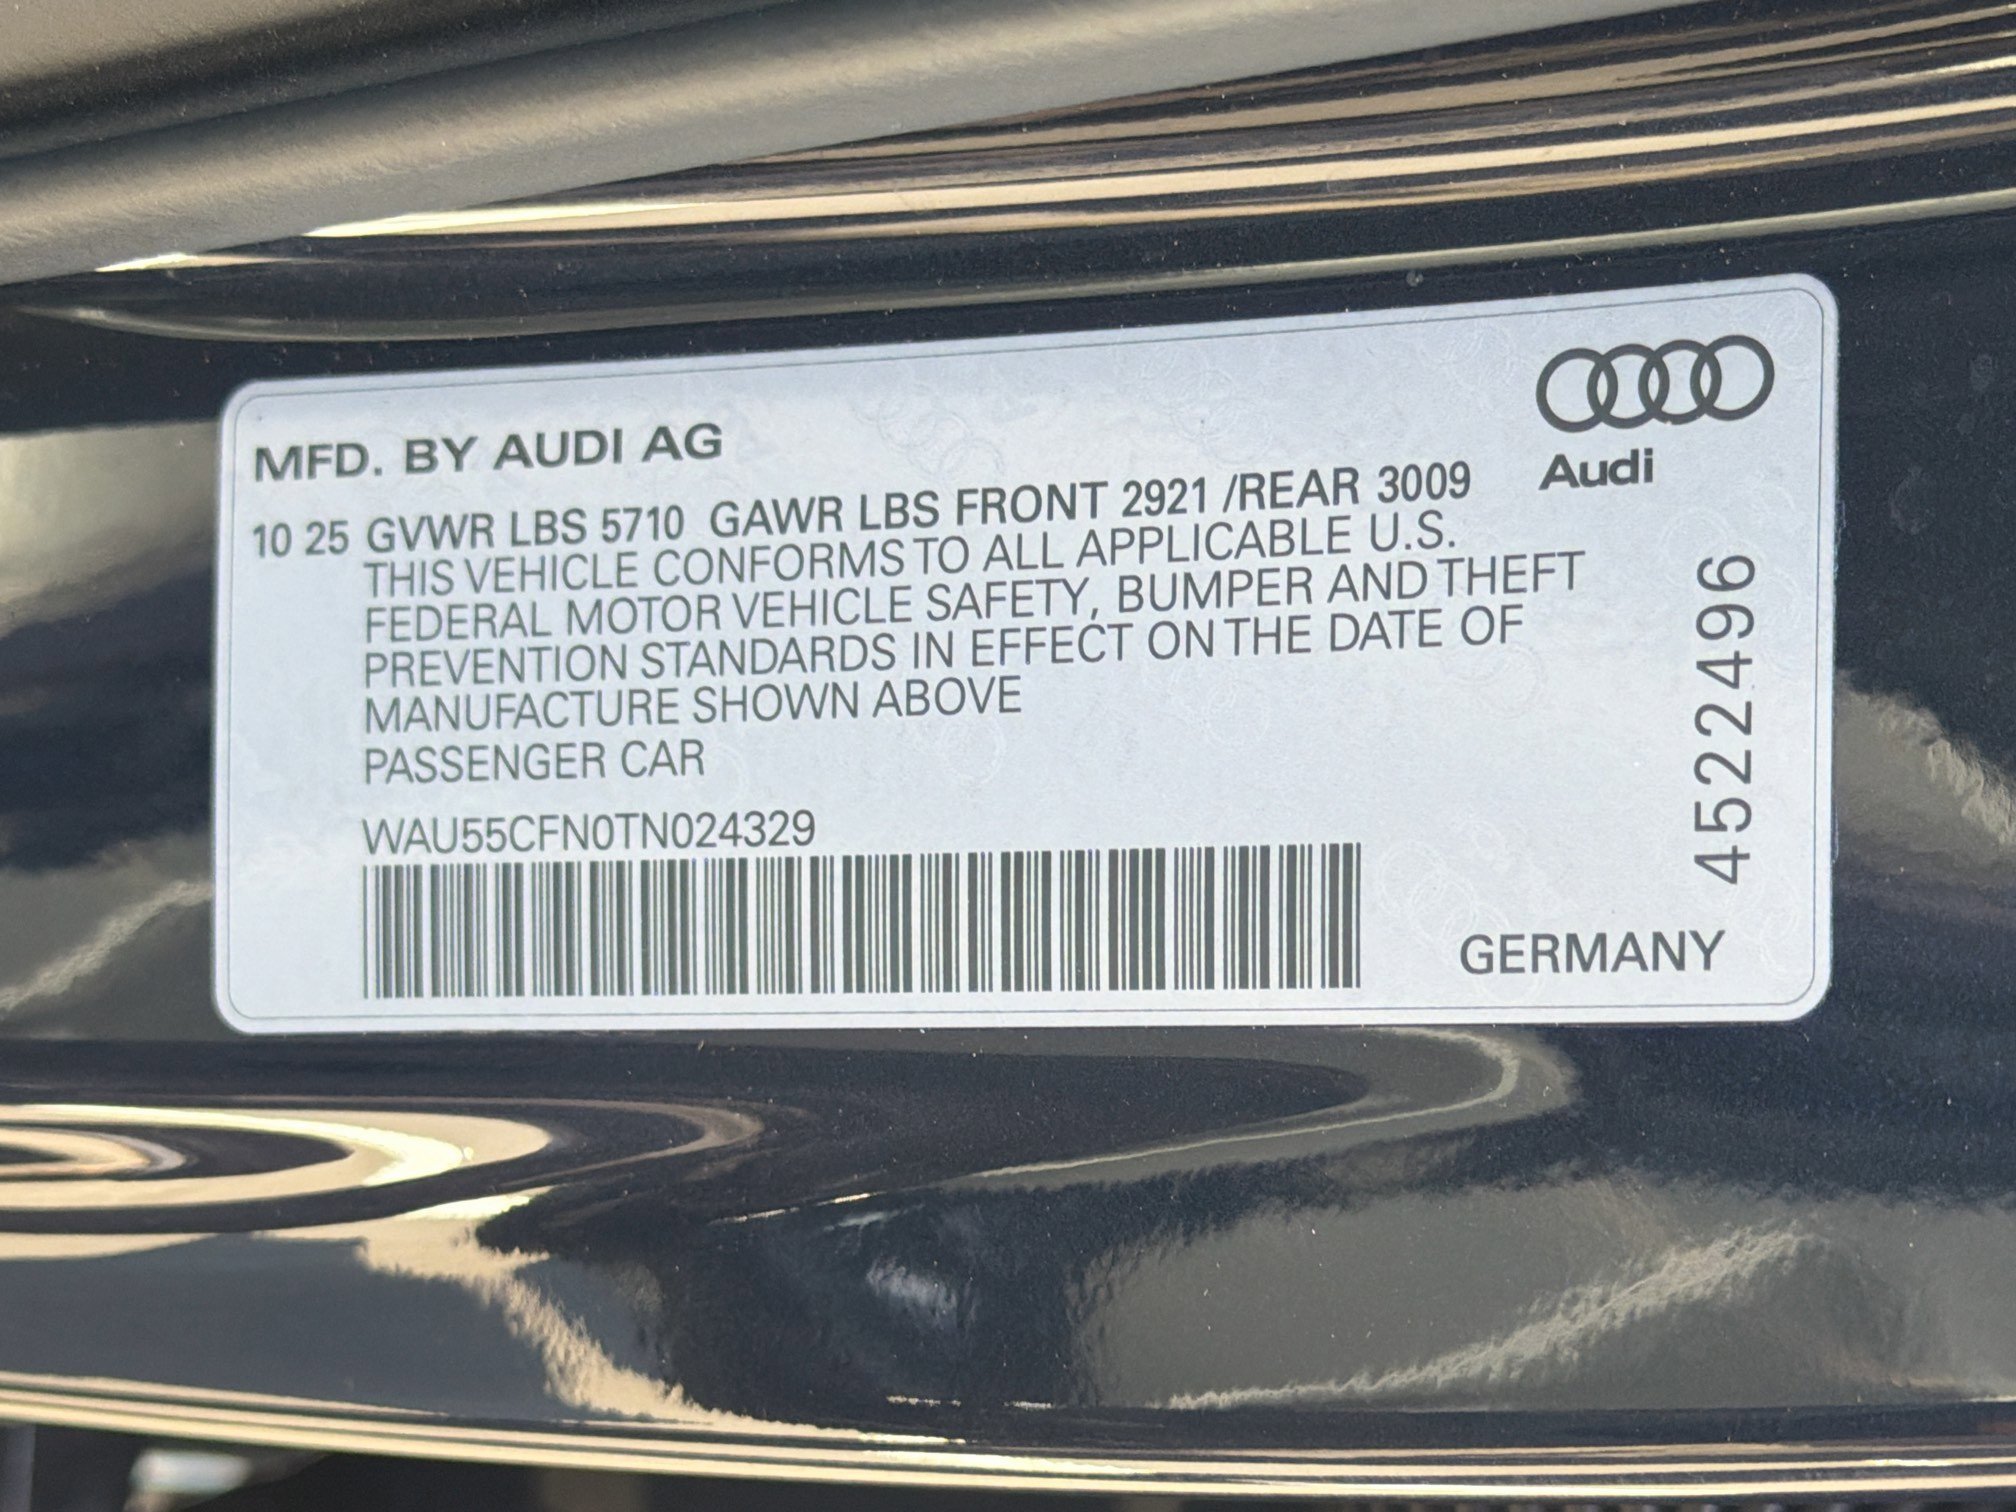 MFD. BY AUDI AG
Audi
10 25 GVWR LBS 5710 GAWR LBS FRONT 2921 /REAR 3009
THIS VEHICLE CONFORMS TO ALL APPLICABLE U.S.
FEDERAL MOTOR VEHICLE SAFETY, BUMPER AND THEFT
PREVENTION STANDARDS IN EFFECT ON THE DATE OF
MANUFACTURE SHOWN ABOVE
PASSENGER CAR
WAU55CFN0TN024329
4522496
GERMANY